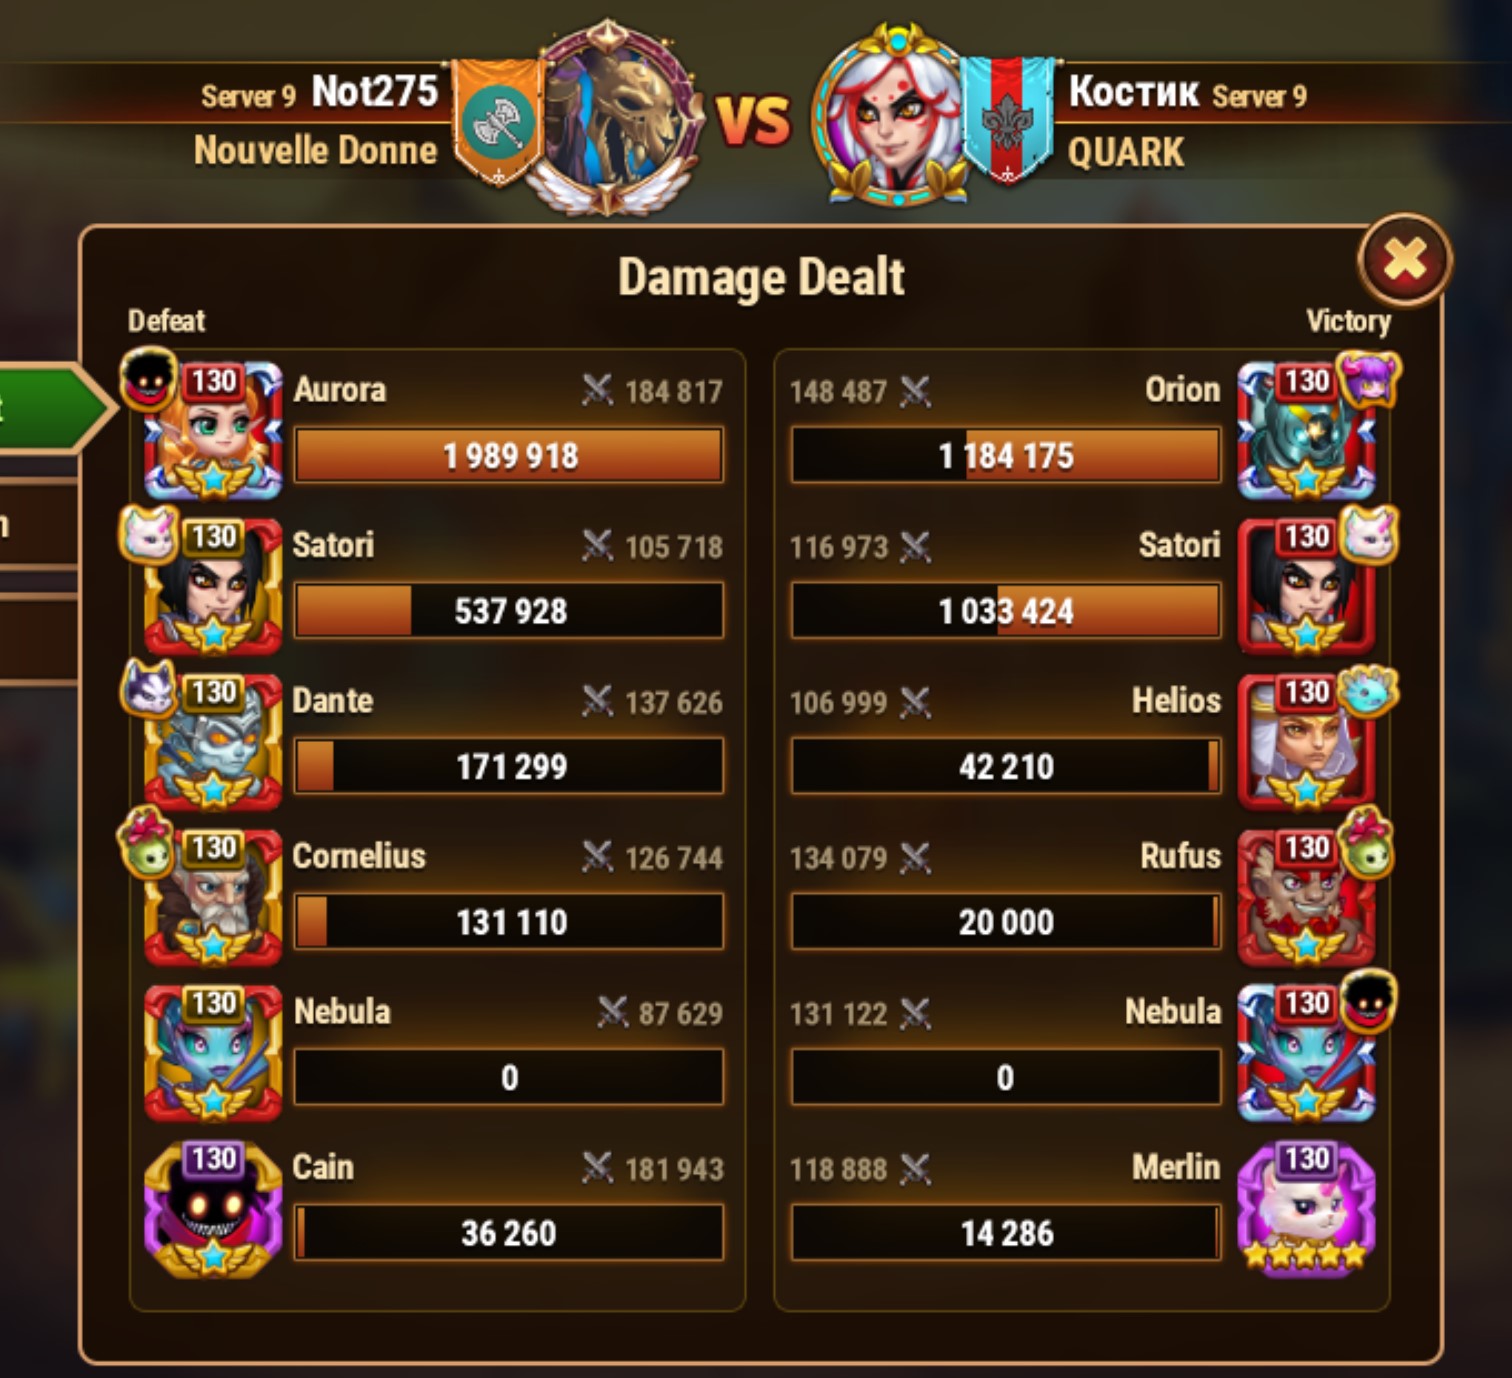 Server 9 Not275
Nouvelle Donne
VS
Костик Server 9
QUARK
Damage Dealt
Defeat
Victory
130 Aurora 184 817
1 989 918
148 487 Orion 130
1 184 175
130 Satori 105 718
537 928
116 973 Satori 130
1 033 424
130 Dante 137 626
171 299
106 999 Helios 130
42 210
130 Cornelius 126 744
131 110
134 079 Rufus 130
20 000
130 Nebula 87 629
0
131 122 Nebula 130
0
130 Cain 181 943
36 260
118 888 Merlin 130
14 286